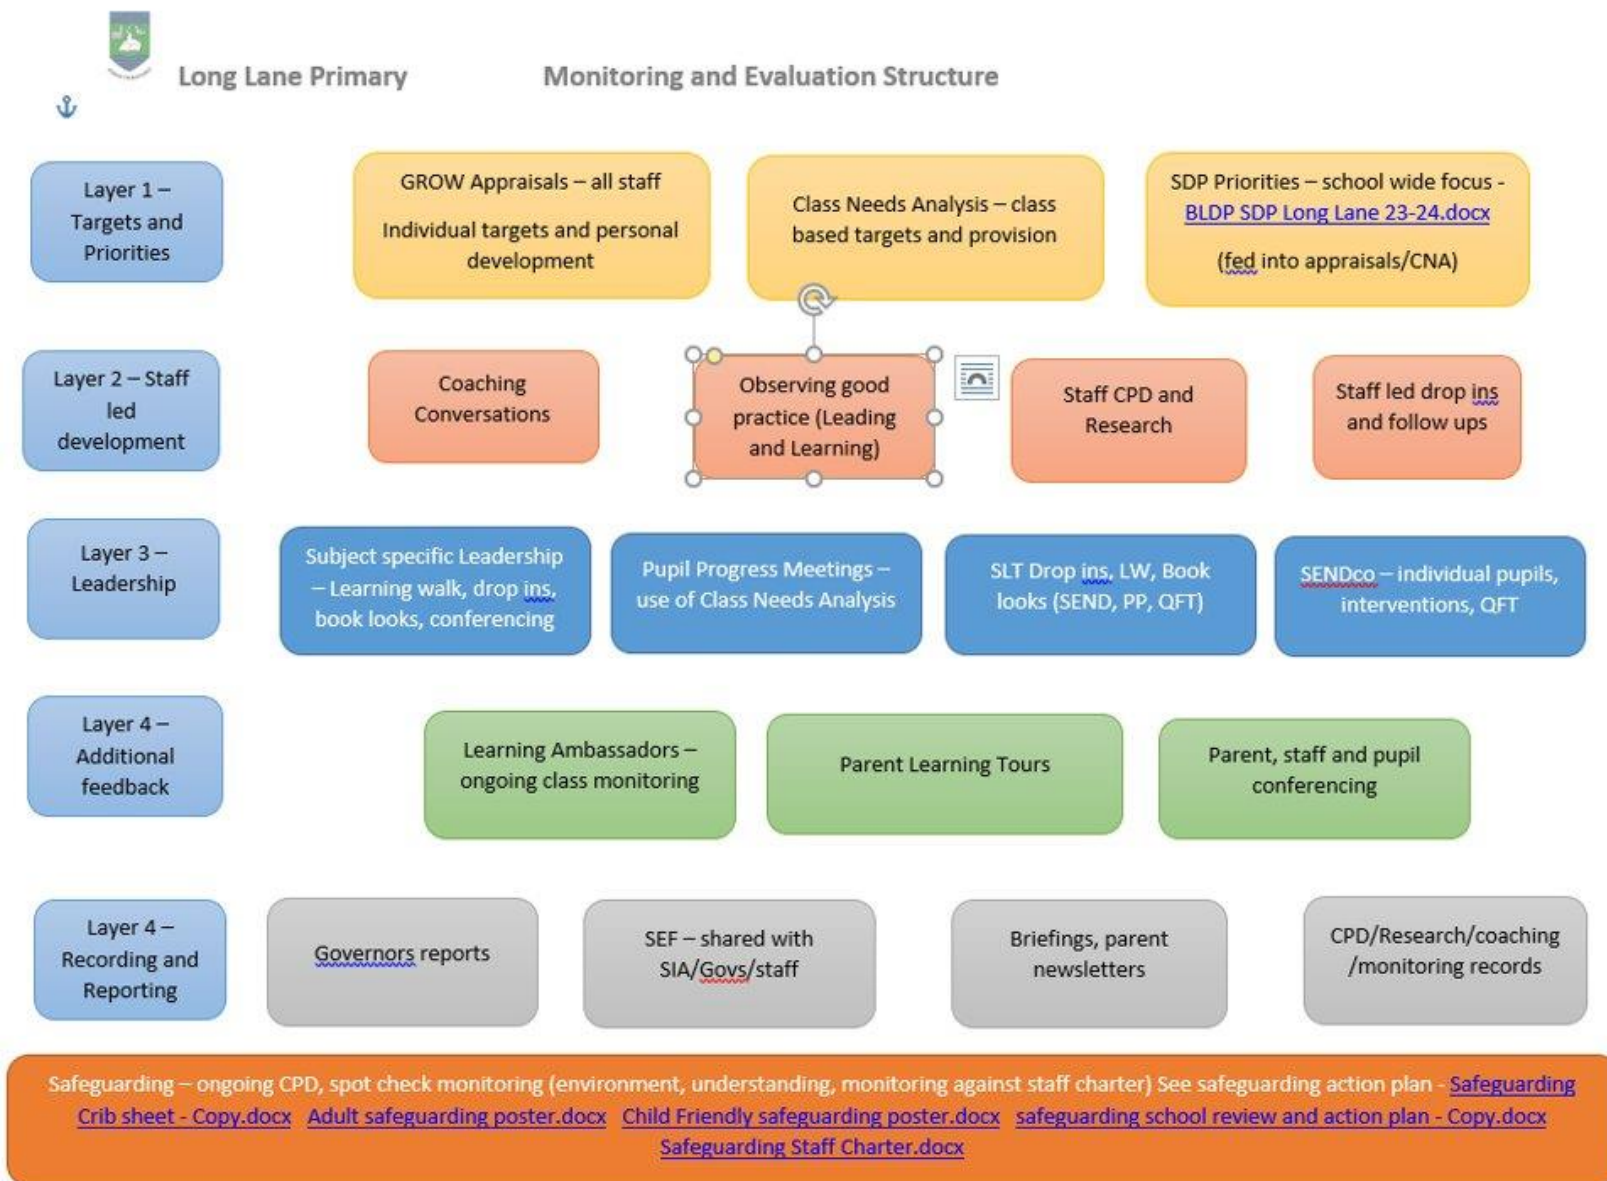 Long Lane Primary
Monitoring and Evaluation Structure
Layer 1 –
Targets and
Priorities
GROW Appraisals – all staff
Individual targets and personal
development
Class Needs Analysis – class
based targets and provision
SDP Priorities – school wide focus -
BLDP SDP Long Lane 23-24.docx
(fed into appraisals/CNA)
Layer 2 – Staff
led
development
Coaching
Conversations
Observing good
practice (Leading
and Learning)
Staff CPD and
Research
Staff led drop ins
and follow ups
Layer 3 –
Leadership
Subject specific Leadership
– Learning walk, drop ins,
book looks, conferencing
Pupil Progress Meetings –
use of Class Needs Analysis
SLT Drop ins, LW, Book
looks (SEND, PP, QFT)
SENDco – individual pupils,
interventions, QFT
Layer 4 –
Additional
feedback
Learning Ambassadors –
ongoing class monitoring
Parent Learning Tours
Parent, staff and pupil
conferencing
Layer 4 –
Recording and
Reporting
Governors reports
SEF – shared with
SIA/Govs/staff
Briefings, parent
newsletters
CPD/Research/coaching
/monitoring records
Safeguarding – ongoing CPD, spot check monitoring (environment, understanding, monitoring against staff charter) See safeguarding action plan - Safeguarding
Crib sheet - Copy.docx Adult safeguarding poster.docx Child Friendly safeguarding poster.docx safeguarding school review and action plan - Copy.docx
Safeguarding Staff Charter.docx